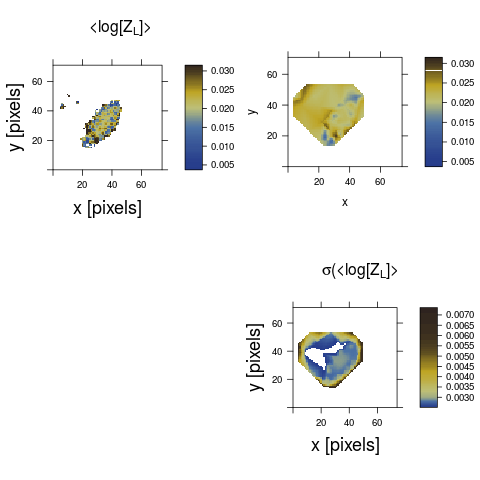 <log[Z_L]>
60
40
20
20 40 60
x [pixels]
y [pixels]
0.030
0.025
0.020
0.015
0.010
0.005
60
40
20
20 40 60
x
y
0.030
0.025
0.020
0.015
0.010
0.005
σ(<log[Z_L]>
60
40
20
20 40 60
x [pixels]
y [pixels]
0.0070
0.0065
0.0060
0.0055
0.0050
0.0045
0.0040
0.0035
0.0030